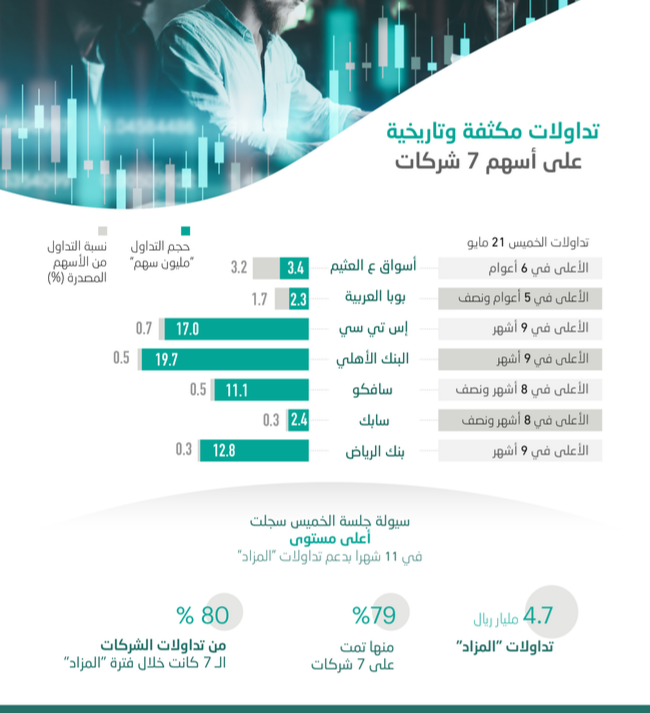 تداولات مكثفة وتاريخية
على أسهم 7 شركات
تداولات الخميس 21 مايو
حجم التداول
"مليون سهم"
نسبة التداول
من الأسهم
المصدرة (%)
الأعلى في 6 أعوام أسواق ع العثيم 3.4 3.2
الأعلى في 5 أعوام ونصف بوبا العربية 2.3 1.7
الأعلى في 9 أشهر إس تي سي 17.0 0.7
الأعلى في 9 أشهر البنك الأهلي 19.7 0.5
الأعلى في 8 أشهر ونصف سافكو 11.1 0.5
الأعلى في 8 أشهر ونصف سابك 2.4 0.3
الأعلى في 9 أشهر بنك الرياض 12.8 0.3
سيولة جلسة الخميس سجلت
أعلى مستوى
في 11 شهرا بدعم تداولات "المزاد"
4.7 مليار ريال
تداولات "المزاد"
79%
منها تمت
على 7 شركات
80 %
من تداولات الشركات
الـ 7 كانت خلال فترة "المزاد"